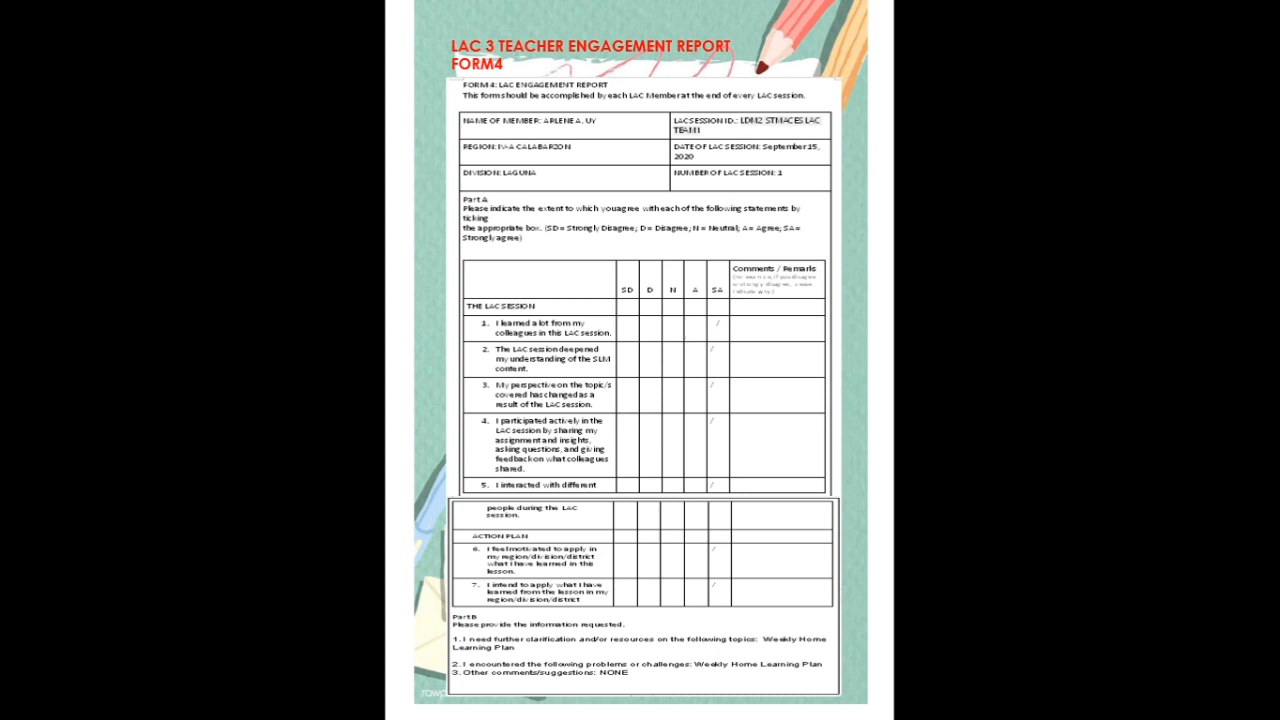 LAC 3 TEACHER ENGAGEMENT REPORT
FORM4
FORM 4: LAC ENGAGEMENT REPORT
This form should be accomplished by each LAC Member at the end of every LAC session.
NAME OF MEMBER: ARLENE A. UY
LAC SESSION ID.: LDM2 STMACES LAC
TEAM1
REGION: IV-A CALABARZON
DATE OF LAC SESSION: September 15,
2020
DIVISION: LAGUNA
NUMBER OF LAC SESSION: 1
Part A
Please indicate the extent to which you agree with each of the following statements by
ticking
the appropriate box. (SD = Strongly Disagree; D = Disagree; N = Neutral; A = Agree; SA =
Strongly agree)
SD D N A SA
Comments / Remarks
THE LAC SESSION
1. I learned a lot from my
colleagues in this LAC session.
/
2. The LAC session deepened
my understanding of the SLM
content.
/
3. My perspective on the topic/s
covered has changed as a
result of the LAC session.
/
4. I participated actively in the
LAC session by sharing my
assignment and insights,
asking questions, and giving
feedback on what colleagues
shared.
/
5. I interacted with different
/
people during the LAC
session.
ACTION PLAN
6. I feel motivated to apply in
my region/division/district
what I have learned in this
lesson.
/
7. I intend to apply what I have
learned from the lesson in my
region/division/district
/
Part B
Please provide the information requested.
1. I need further clarification and/or resources on the following topics: Weekly Home
Learning Plan
2. I encountered the following problems or challenges: Weekly Home Learning Plan
3. Other comments/suggestions: NONE